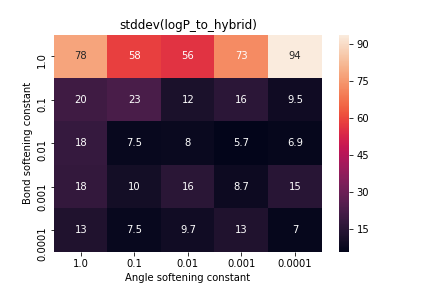 stddev(logP_to_hybrid)
Bond softening constant
1.0 78 58 56 73 94
0.1 20 23 12 16 9.5
0.01 18 7.5 8 5.7 6.9
0.001 18 10 16 8.7 15
0.0001 13 7.5 9.7 13 7
1.0 0.1 0.01 0.001 0.0001
Angle softening constant
90
75
60
45
30
15